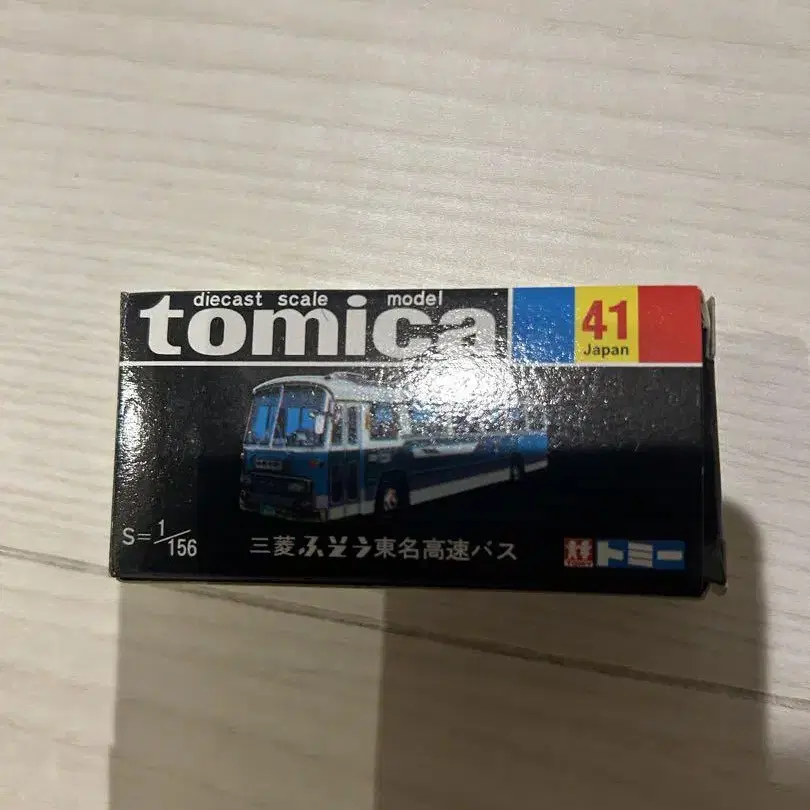 diecast scale model
tomica
41
Japan
S=1/156
三菱ふそう東名高速バス
トミー